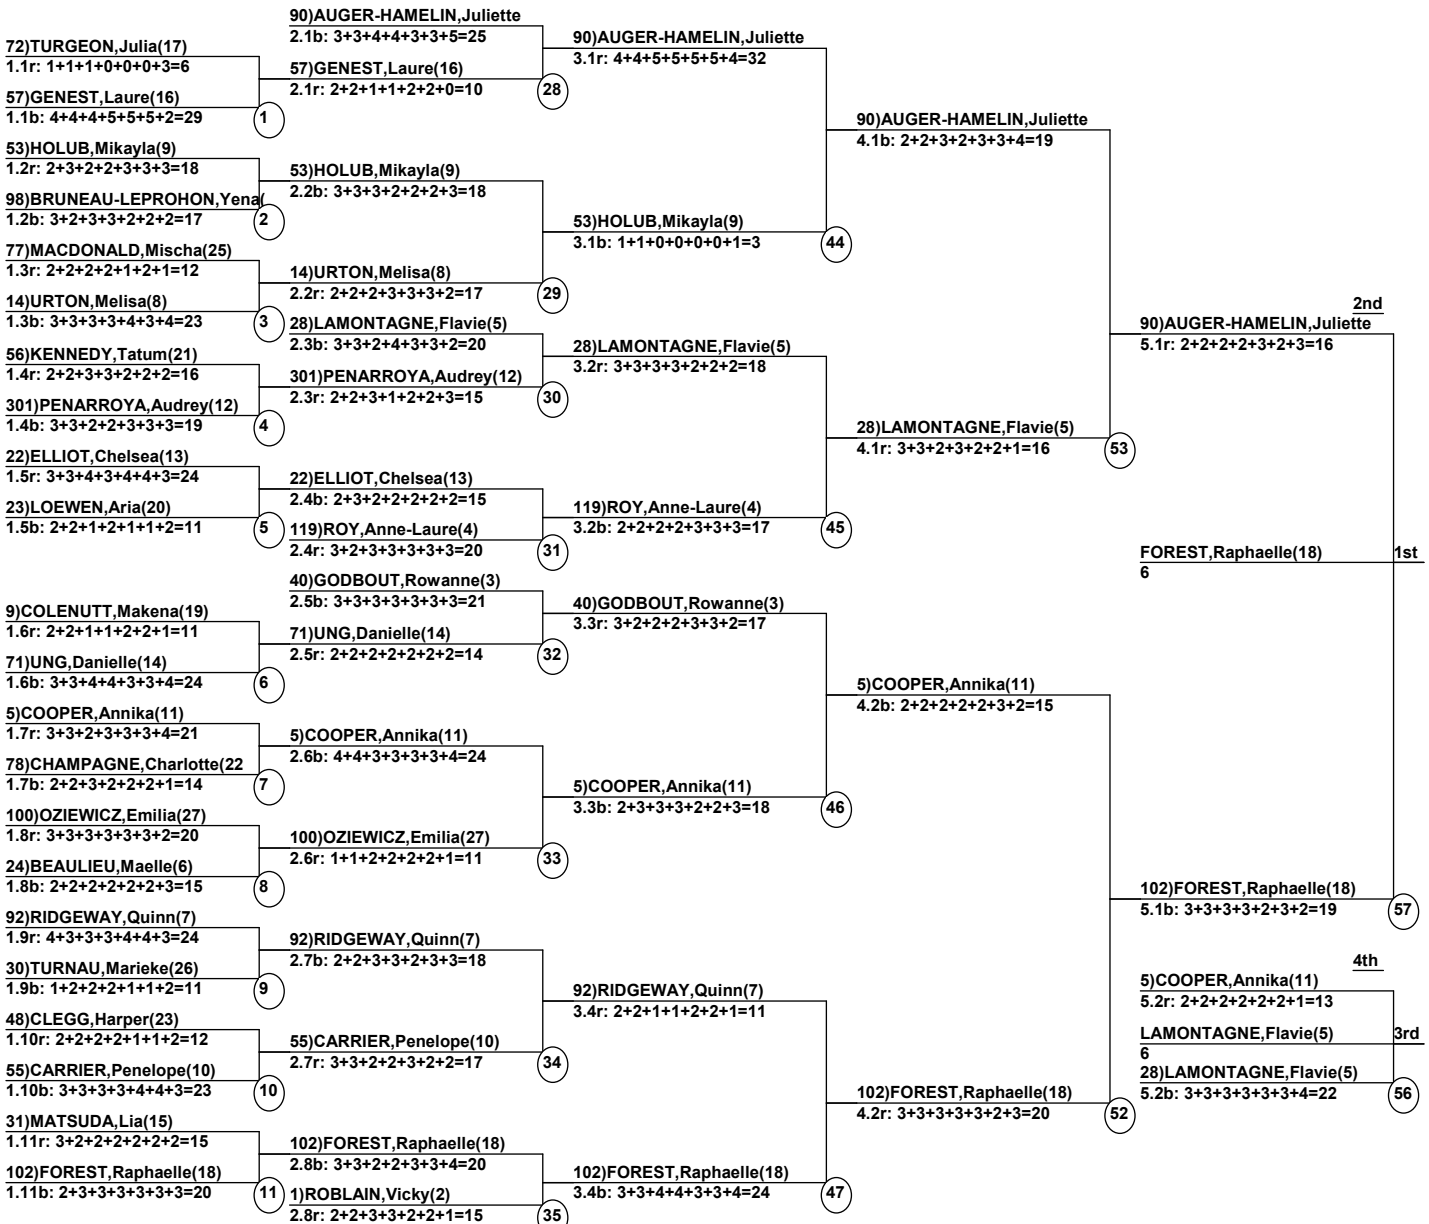 72)TURGEON,Julia(17)
1.1r: 1+1+1+0+0+0+3=6
57)GENEST,Laure(16)
1.1b: 4+4+4+5+5+5+2=29
1
53)HOLUB,Mikayla(9)
1.2r: 2+3+2+2+3+3+3=18
98)BRUNEAU-LEPROHON,Yena(
1.2b: 3+2+3+3+2+2+2=17
2
77)MACDONALD,Mischa(25)
1.3r: 2+2+2+2+1+2+1=12
14)URTON,Melisa(8)
1.3b: 3+3+3+3+4+3+4=23
3
56)KENNEDY,Tatum(21)
1.4r: 2+2+3+3+2+2+2=16
301)PENARROYA,Audrey(12)
1.4b: 3+3+2+2+3+3+3=19
4
22)ELLIOT,Chelsea(13)
1.5r: 3+3+4+3+4+4+3=24
23)LOEWEN,Aria(20)
1.5b: 2+2+1+2+1+1+2=11
5
9)COLENUTT,Makena(19)
1.6r: 2+2+1+1+2+2+1=11
71)UNG,Danielle(14)
1.6b: 3+3+4+4+3+3+4=24
6
5)COOPER,Annika(11)
1.7r: 3+3+2+3+3+3+4=21
78)CHAMPAGNE,Charlotte(22
1.7b: 2+2+3+2+2+2+1=14
7
100)OZIEWICZ,Emilia(27)
1.8r: 3+3+3+3+3+3+2=20
24)BEAULIEU,Maelle(6)
1.8b: 2+2+2+2+2+2+3=15
8
92)RIDGEWAY,Quinn(7)
1.9r: 4+3+3+3+4+4+3=24
30)TURNAU,Marieke(26)
1.9b: 1+2+2+2+1+1+2=11
9
48)CLEGG,Harper(23)
1.10r: 2+2+2+2+1+1+2=12
55)CARRIER,Penelope(10)
1.10b: 3+3+3+3+4+4+3=23
10
31)MATSUDA,Lia(15)
1.11r: 3+2+2+2+2+2+2=15
102)FOREST,Raphaelle(18)
1.11b: 2+3+3+3+3+3+3=20
11
90)AUGER-HAMELIN,Juliette
2.1b: 3+3+4+4+3+3+5=25
57)GENEST,Laure(16)
2.1r: 2+2+1+1+2+2+0=10
28
53)HOLUB,Mikayla(9)
2.2b: 3+3+3+2+2+2+3=18
14)URTON,Melisa(8)
2.2r: 2+2+2+3+3+3+2=17
29
28)LAMONTAGNE,Flavie(5)
2.3b: 3+3+2+4+3+3+2=20
301)PENARROYA,Audrey(12)
2.3r: 2+2+3+1+2+2+3=15
30
22)ELLIOT,Chelsea(13)
2.4b: 2+3+2+2+2+2+2=15
119)ROY,Anne-Laure(4)
2.4r: 3+2+3+3+3+3+3=20
31
40)GODBOUT,Rowanne(3)
2.5b: 3+3+3+3+3+3+3=21
71)UNG,Danielle(14)
2.5r: 2+2+2+2+2+2+2=14
32
5)COOPER,Annika(11)
2.6b: 4+4+3+3+3+3+4=24
100)OZIEWICZ,Emilia(27)
2.6r: 1+1+2+2+2+2+1=11
33
92)RIDGEWAY,Quinn(7)
2.7b: 2+2+3+3+2+3+3=18
55)CARRIER,Penelope(10)
2.7r: 3+3+2+2+3+2+2=17
34
102)FOREST,Raphaelle(18)
2.8b: 3+3+2+2+3+3+4=20
1)ROBLAIN,Vicky(2)
2.8r: 2+2+3+3+2+2+1=15
35
90)AUGER-HAMELIN,Juliette
3.1r: 4+4+5+5+5+5+4=32
53)HOLUB,Mikayla(9)
3.1b: 1+1+0+0+0+0+1=3
44
28)LAMONTAGNE,Flavie(5)
3.2r: 3+3+3+3+2+2+2=18
119)ROY,Anne-Laure(4)
3.2b: 2+2+2+2+3+3+3=17
45
40)GODBOUT,Rowanne(3)
3.3r: 3+2+2+2+3+3+2=17
5)COOPER,Annika(11)
3.3b: 2+3+3+3+2+2+3=18
46
92)RIDGEWAY,Quinn(7)
3.4r: 2+2+1+1+2+2+1=11
102)FOREST,Raphaelle(18)
3.4b: 3+3+4+4+3+3+4=24
47
90)AUGER-HAMELIN,Juliette
4.1b: 2+2+3+2+3+3+4=19
28)LAMONTAGNE,Flavie(5)
4.1r: 3+3+2+3+2+2+1=16
53
5)COOPER,Annika(11)
4.2b: 2+2+2+2+2+3+2=15
102)FOREST,Raphaelle(18)
4.2r: 3+3+3+3+3+2+3=20
52
2nd
90)AUGER-HAMELIN,Juliette
5.1r: 2+2+2+2+3+2+3=16
FOREST,Raphaelle(18)
1st
6
102)FOREST,Raphaelle(18)
5.1b: 3+3+3+3+2+3+2=19
57
4th
5)COOPER,Annika(11)
5.2r: 2+2+2+2+2+2+1=13
LAMONTAGNE,Flavie(5)
3rd
6
28)LAMONTAGNE,Flavie(5)
5.2b: 3+3+3+3+3+3+4=22
56